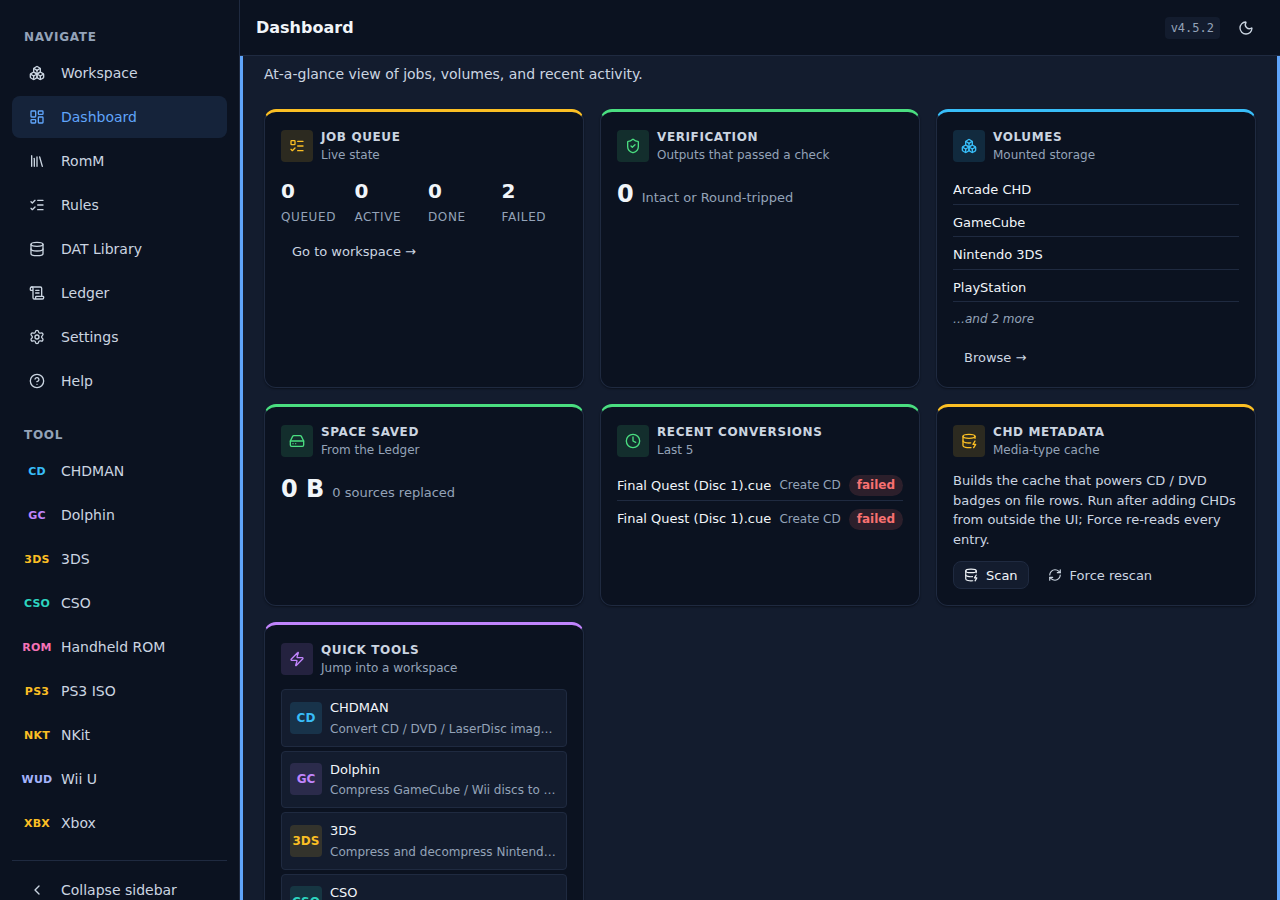 NAVIGATE
Workspace
Dashboard
RomM
Rules
DAT Library
Ledger
Settings
Help
TOOL
CD CHDMAN
GC Dolphin
3DS 3DS
CSO CSO
ROM Handheld ROM
PS3 PS3 ISO
NKT NKit
WUD Wii U
XBX Xbox
Collapse sidebar
Dashboard
v4.5.2
At-a-glance view of jobs, volumes, and recent activity.
JOB QUEUE
Live state
0 0 0 2
QUEUED ACTIVE DONE FAILED
Go to workspace →
VERIFICATION
Outputs that passed a check
0 Intact or Round-tripped
VOLUMES
Mounted storage
Arcade CHD
GameCube
Nintendo 3DS
PlayStation
…and 2 more
Browse →
SPACE SAVED
From the Ledger
0 B 0 sources replaced
RECENT CONVERSIONS
Last 5
Final Quest (Disc 1).cue Create CD failed
Final Quest (Disc 1).cue Create CD failed
CHD METADATA
Media-type cache
Builds the cache that powers CD / DVD
badges on file rows. Run after adding CHDs
from outside the UI; Force re-reads every
entry.
Scan Force rescan
QUICK TOOLS
Jump into a workspace
CD CHDMAN
Convert CD / DVD / LaserDisc imag…
GC Dolphin
Compress GameCube / Wii discs to …
3DS 3DS
Compress and decompress Nintend…
CSO CSO